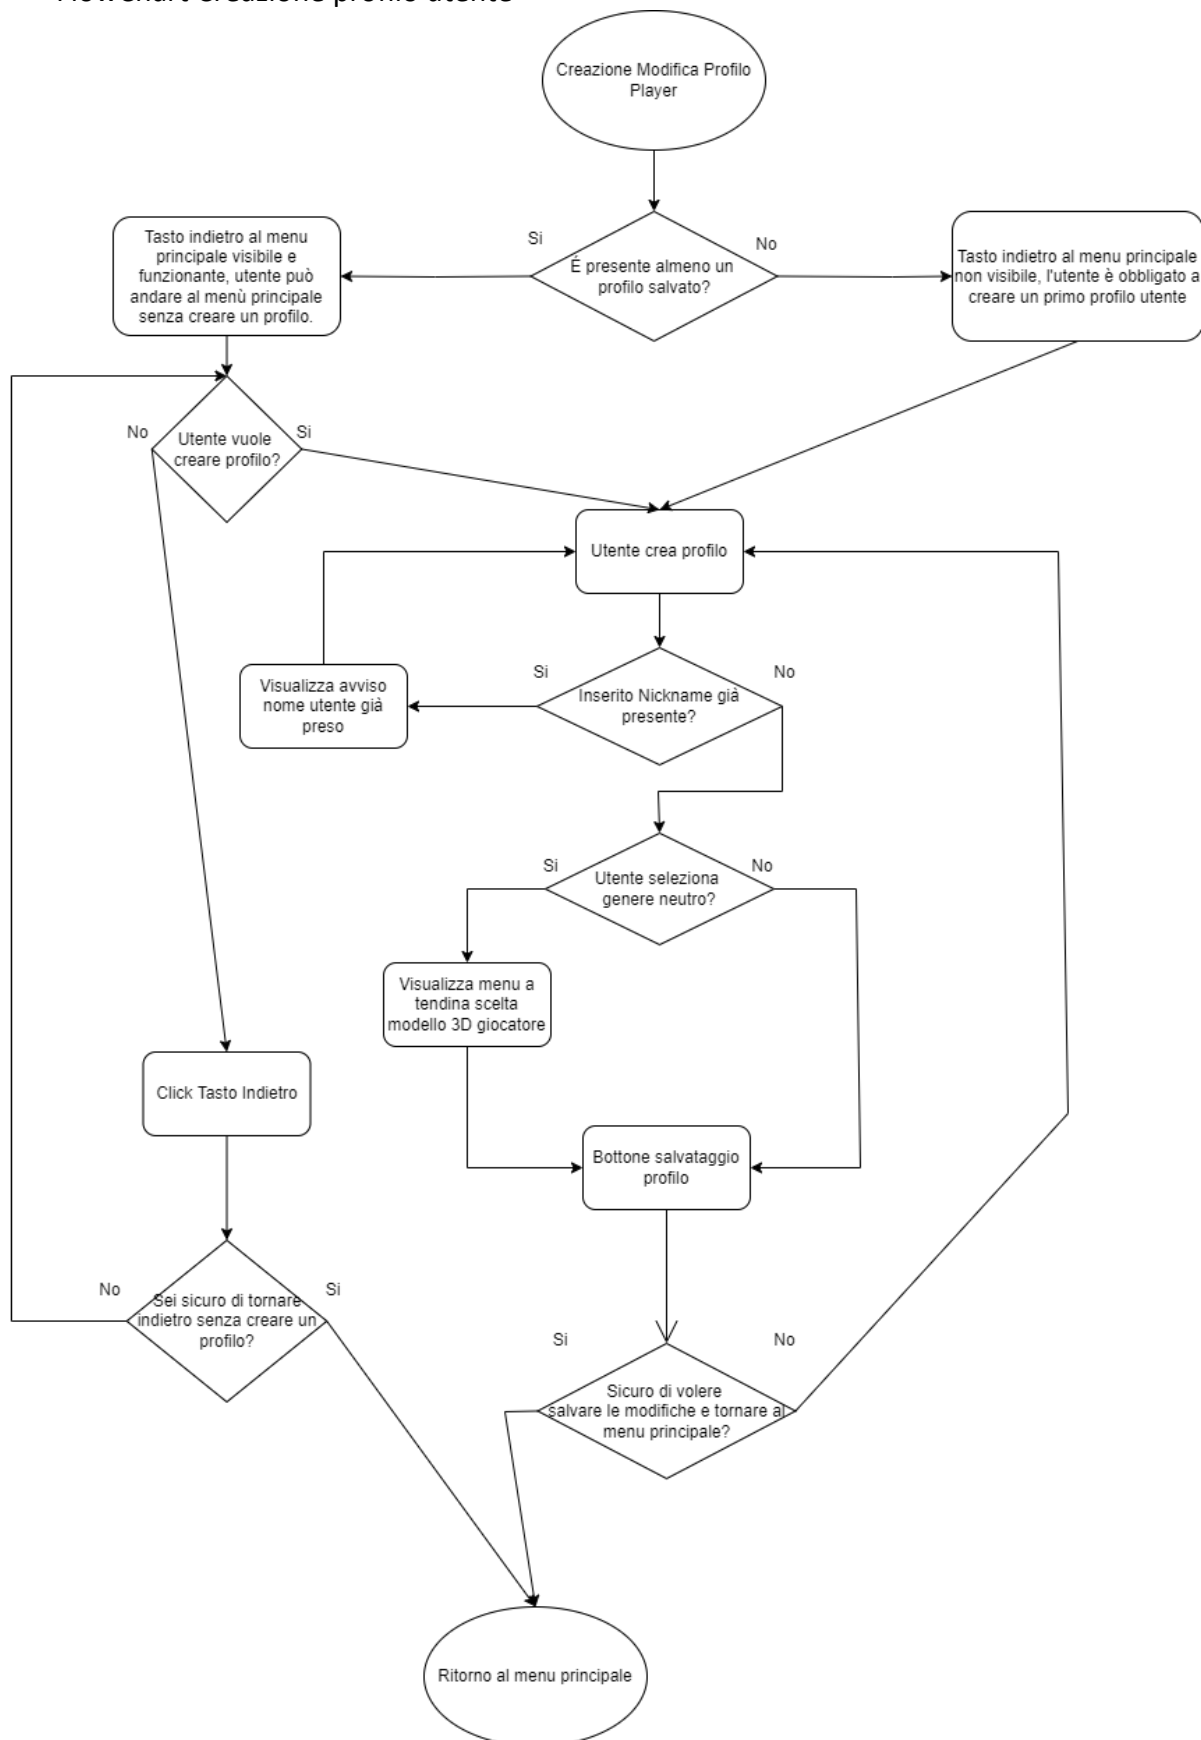 Flowchart Creazione profilo utente
Creazione Modifica Profilo
Player
Si
No
É presente almeno un
profilo salvato?
Tasto indietro al menu
principale visibile e
funzionante, utente può
andare al menù principale
senza creare un profilo.
Tasto indietro al menu principale
non visibile, l'utente è obbligato a
creare un primo profilo utente
No
Si
Utente vuole
creare profilo?
Utente crea profilo
Si
No
Visualizza avviso
nome utente già
preso
Inserito Nickname già
presente?
Si
No
Utente seleziona
genere neutro?
Visualizza menu a
tendina scelta
modello 3D giocatore
Click Tasto Indietro
Bottone salvataggio
profilo
No
Si
Sei sicuro di tornare
indietro senza creare un
profilo?
Si
No
Sicuro di volere
salvare le modifiche e tornare al
menu principale?
Ritorno al menu principale